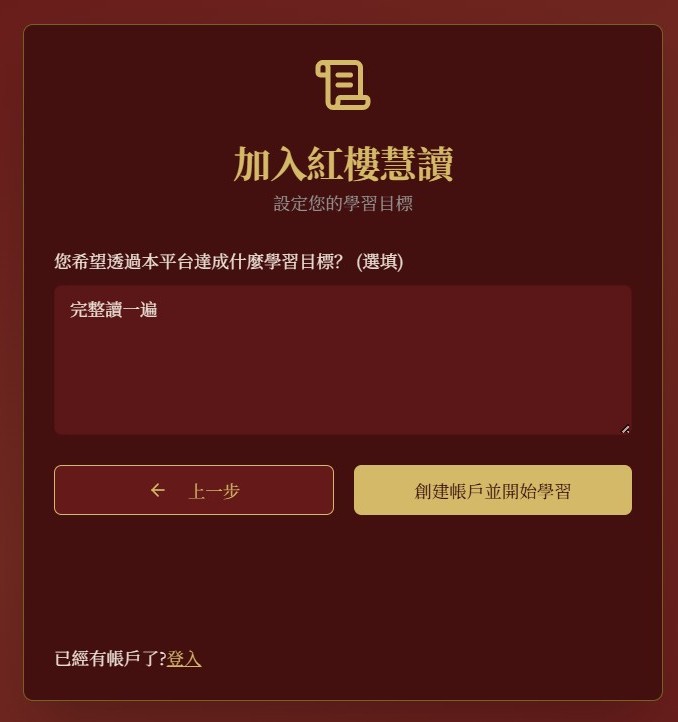 加入紅樓慧讀
設定您的學習目標
您希望透過本平台達成什麼學習目標？ (選填)
完整讀一遍
上一步
創建帳戶並開始學習
已經有帳戶了?登入